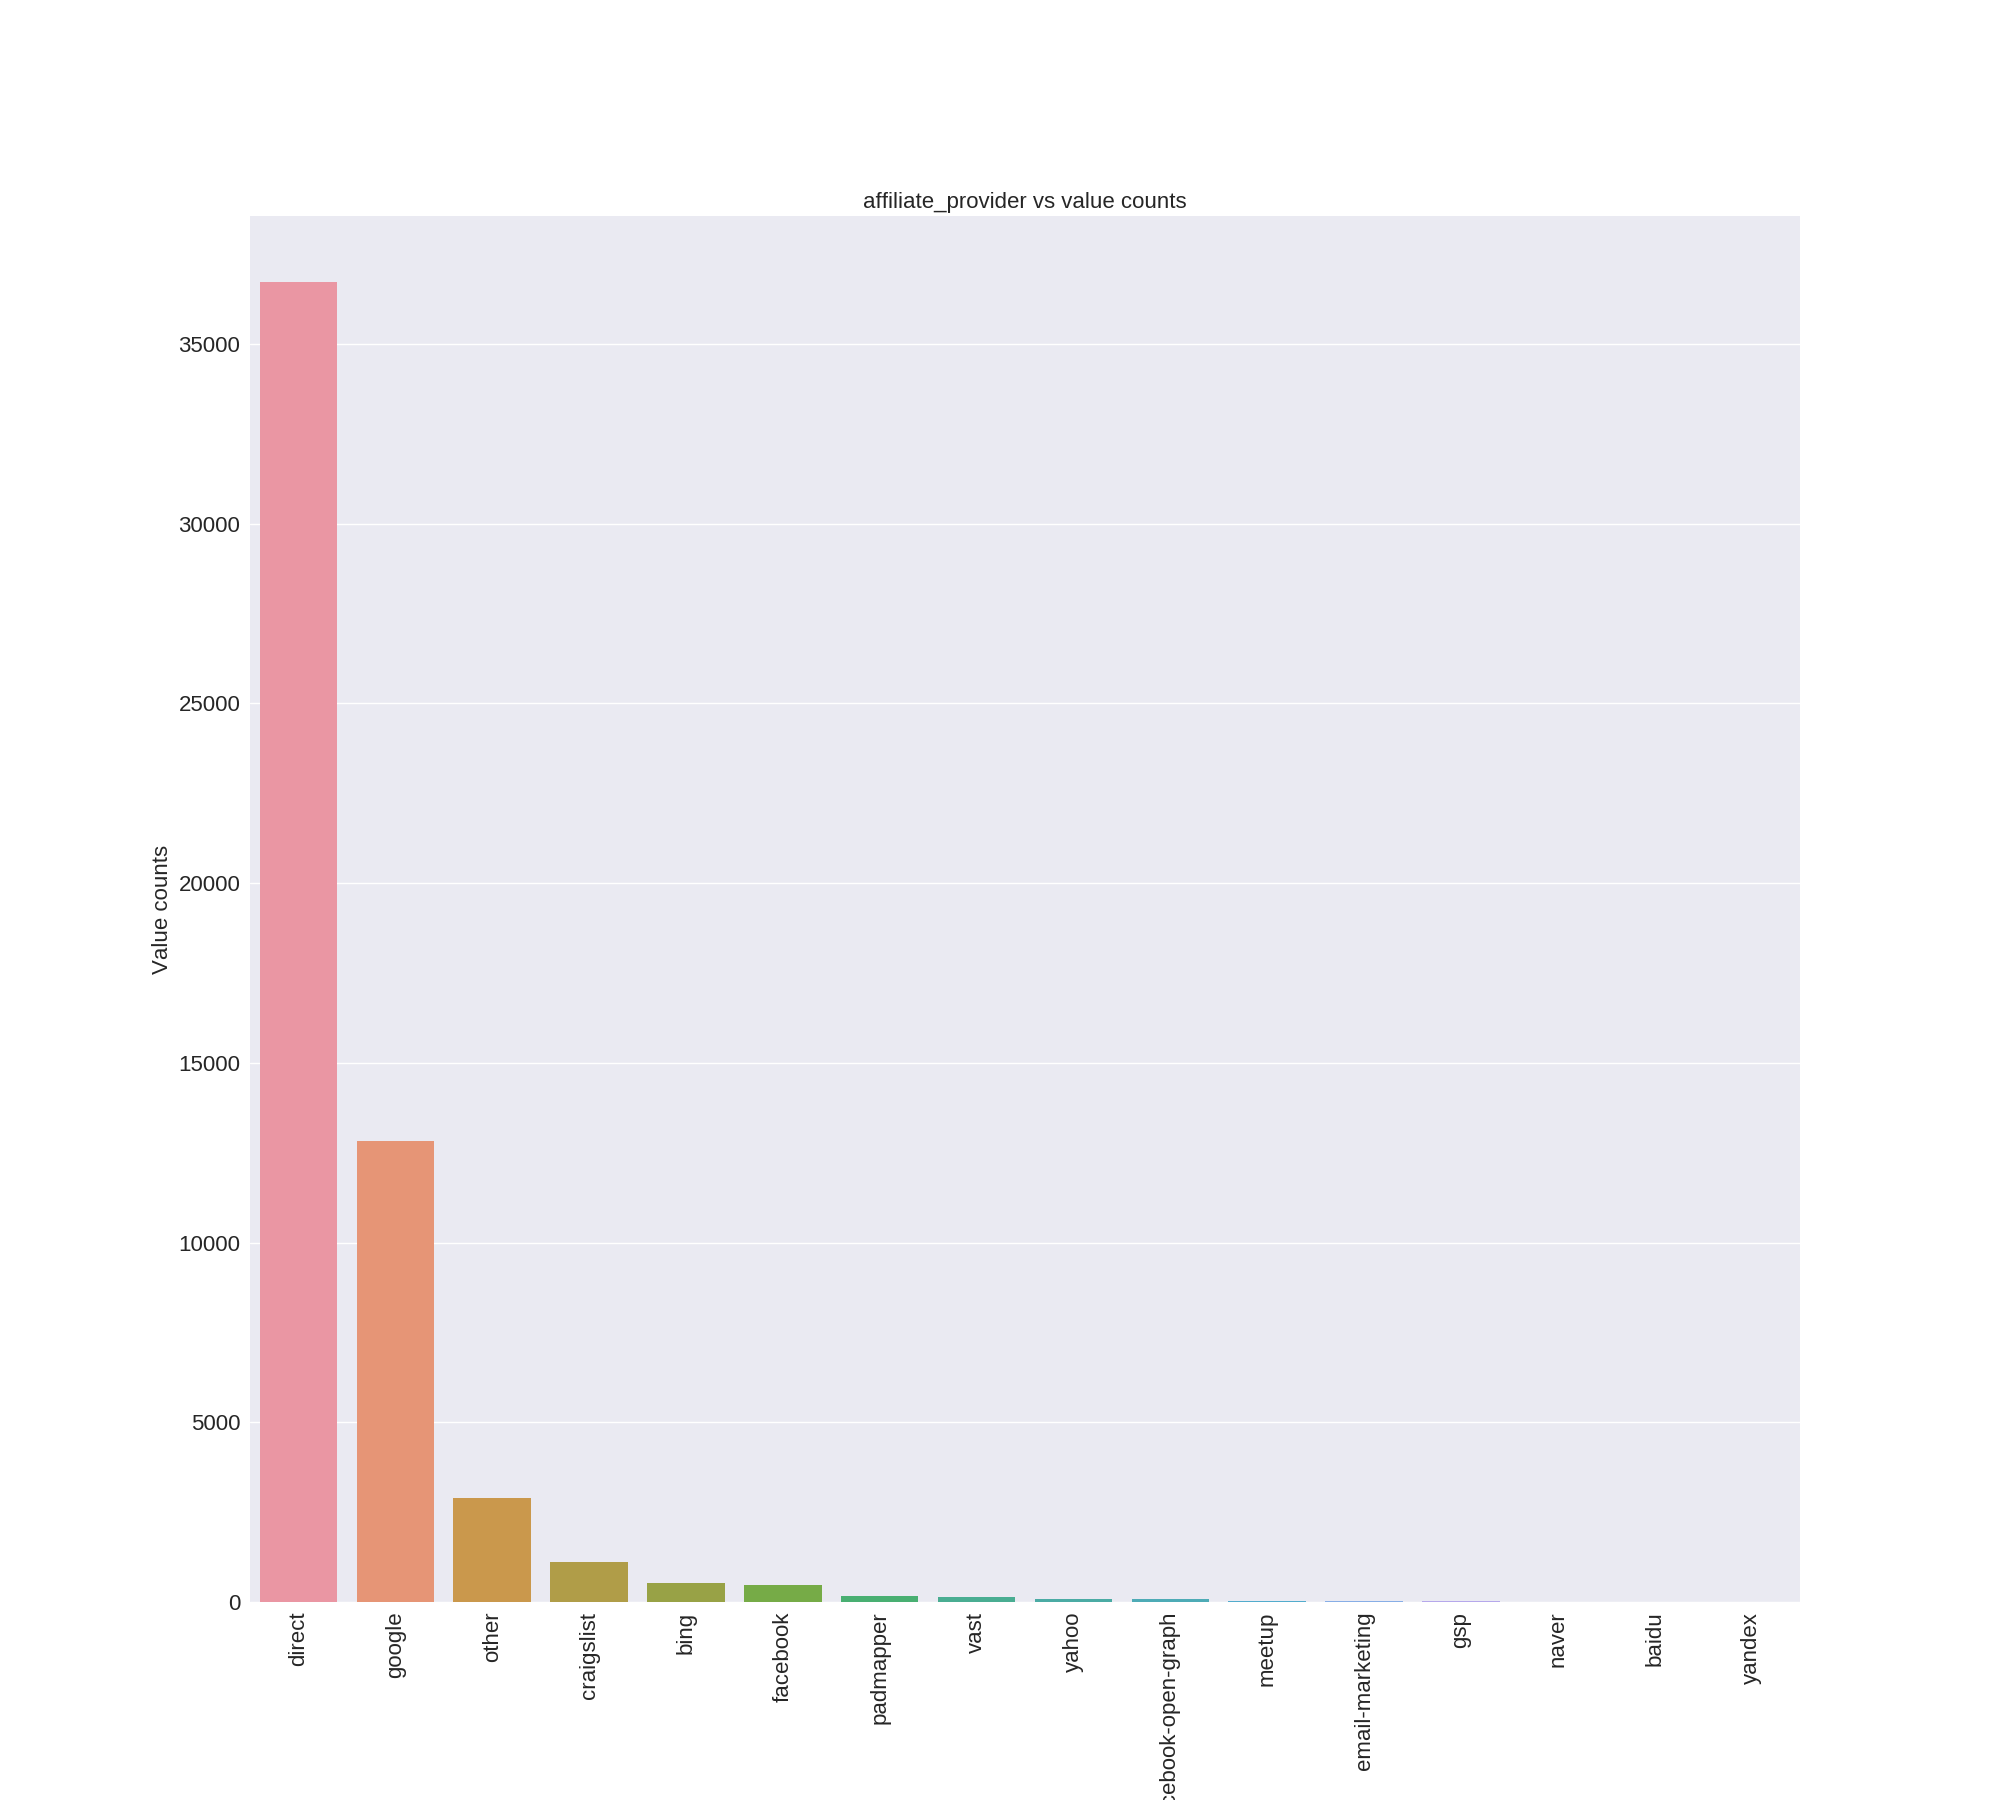 affiliate_provider vs value counts
35000
30000
25000
20000
15000
10000
5000
0
Value counts
direct
google
other
craigslist
bing
facebook
padmapper
vast
yahoo
cebook-open-graph
meetup
email-marketing
gsp
naver
baidu
yandex